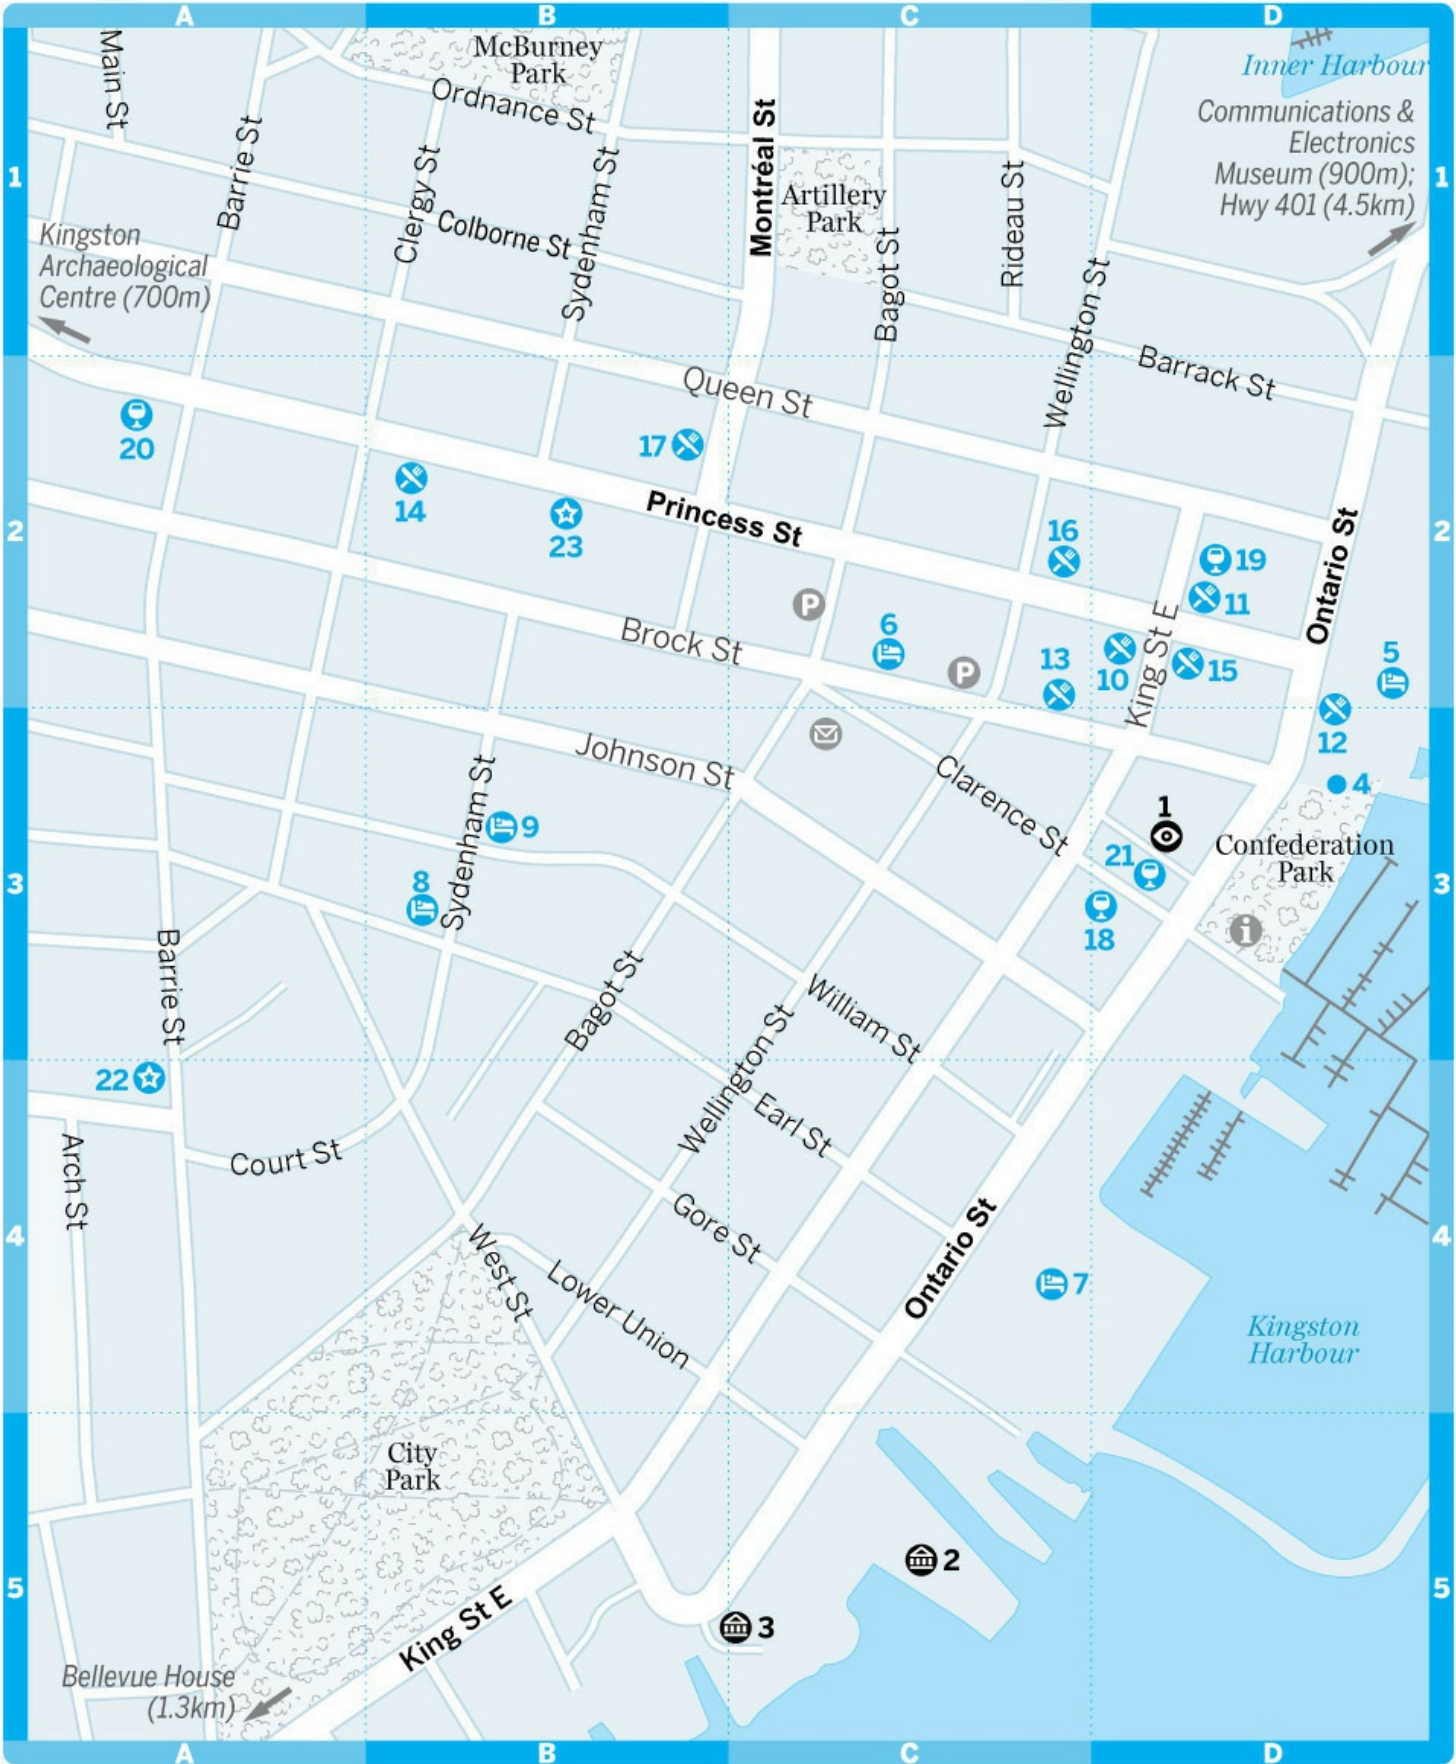 A
B
C
D
McBurney
Park
Inner Harbour
Main St
Ordnance St
Communications &
Electronics
Museum (900m);
Hwy 401 (4.5km)
Montréal St
Barrie St
1
1
Clergy St
Sydenham St
Artillery
Park
Rideau St
Colborne St
Kingston
Archaeological
Centre (700m)
Bagot St
Wellington St
Barrack St
Queen St
20
17
14
Princess St
23
2
2
16
19
Ontario St
11
P
Brock St
6
King St E
P
13
10
15
5
12
Johnson St
Clarence St
Sydenham St
4
1
9
Confederation
Park
21
3
3
8
18
i
Barrie St
Bagot St
William St
Wellington St
22
Earl St
Arch St
Court St
Gore St
4
4
West St
Ontario St
Lower Union
7
Kingston
Harbour
City
Park
2
5
5
King St E
3
Bellevue House
(1.3km)
A
B
C
D